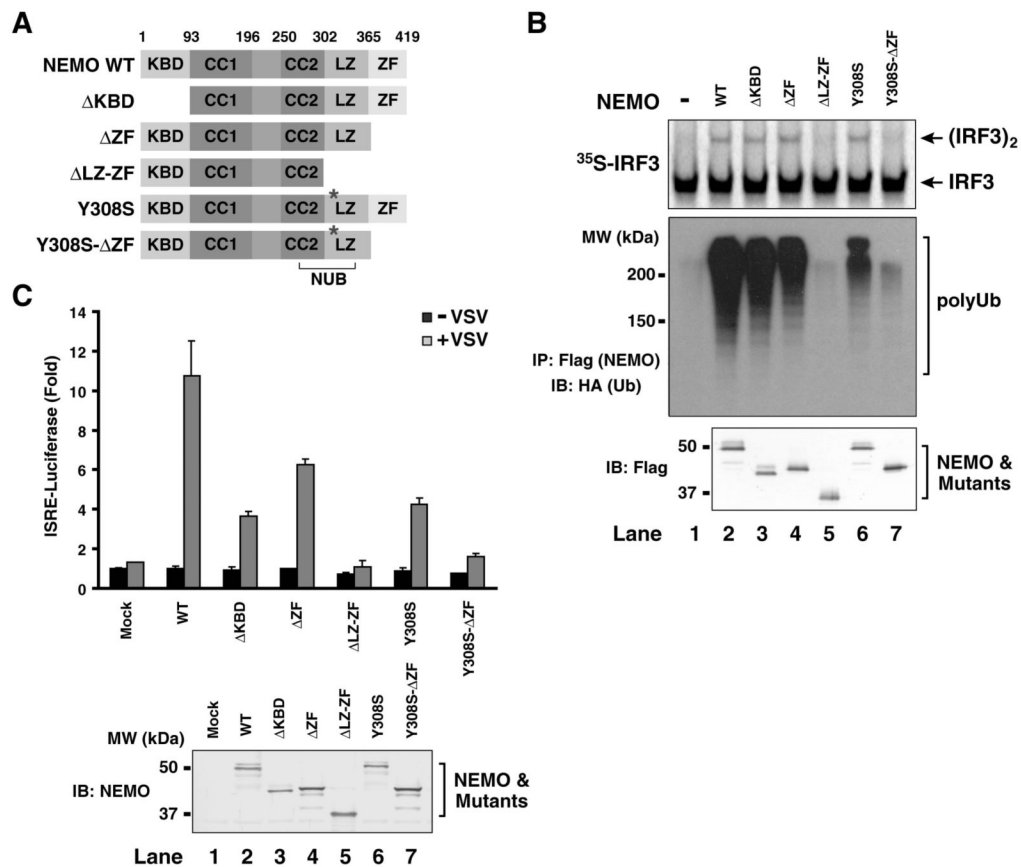 A
1 93 196 250 302 365 419
NEMO WT KBD CC1 CC2 LZ ZF
ΔKBD CC1 CC2 LZ ZF
ΔZF KBD CC1 CC2 LZ
ΔLZ-ZF KBD CC1 CC2
*
Y308S KBD CC1 CC2 LZ ZF
*
Y308S-ΔZF KBD CC1 CC2 LZ
NUB
B
NEMO - WT ΔKBD ΔZF ΔLZ-ZF Y308S Y308S-ΔZF
35S-IRF3
(IRF3)2
IRF3
MW (kDa)
200
150
polyUb
IP: Flag (NEMO)
IB: HA (Ub)
50
IB: Flag
37
NEMO &
Mutants
Lane 1 2 3 4 5 6 7
C
ISRE-Luciferase (Fold)
14
12
10
8
6
4
2
0
- VSV
+VSV
Mock WT ΔKBD ΔZF ΔLZ-ZF Y308S Y308S-ΔZF
Mock WT ΔKBD ΔZF ΔLZ-ZF Y308S Y308S-ΔZF
MW (kDa)
50
IB: NEMO
37
NEMO &
Mutants
Lane 1 2 3 4 5 6 7